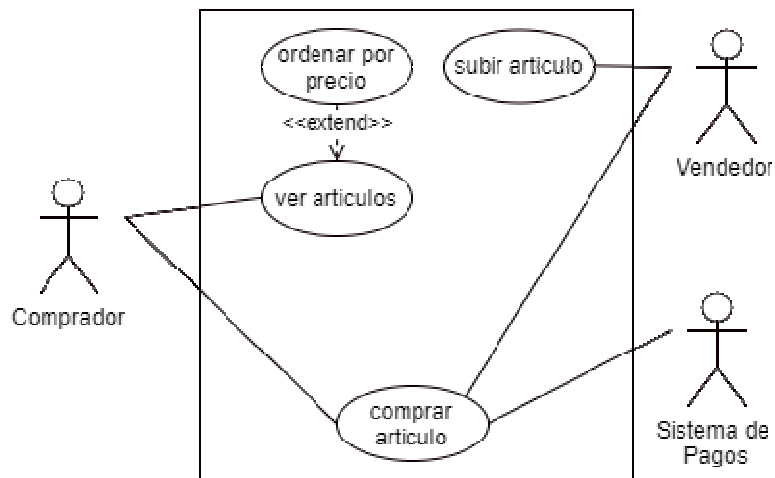 ordenar por
precio
subir articulo
<<extend>>
ver articulos
Vendedor
Comprador
comprar
articulo
Sistema de
Pagos